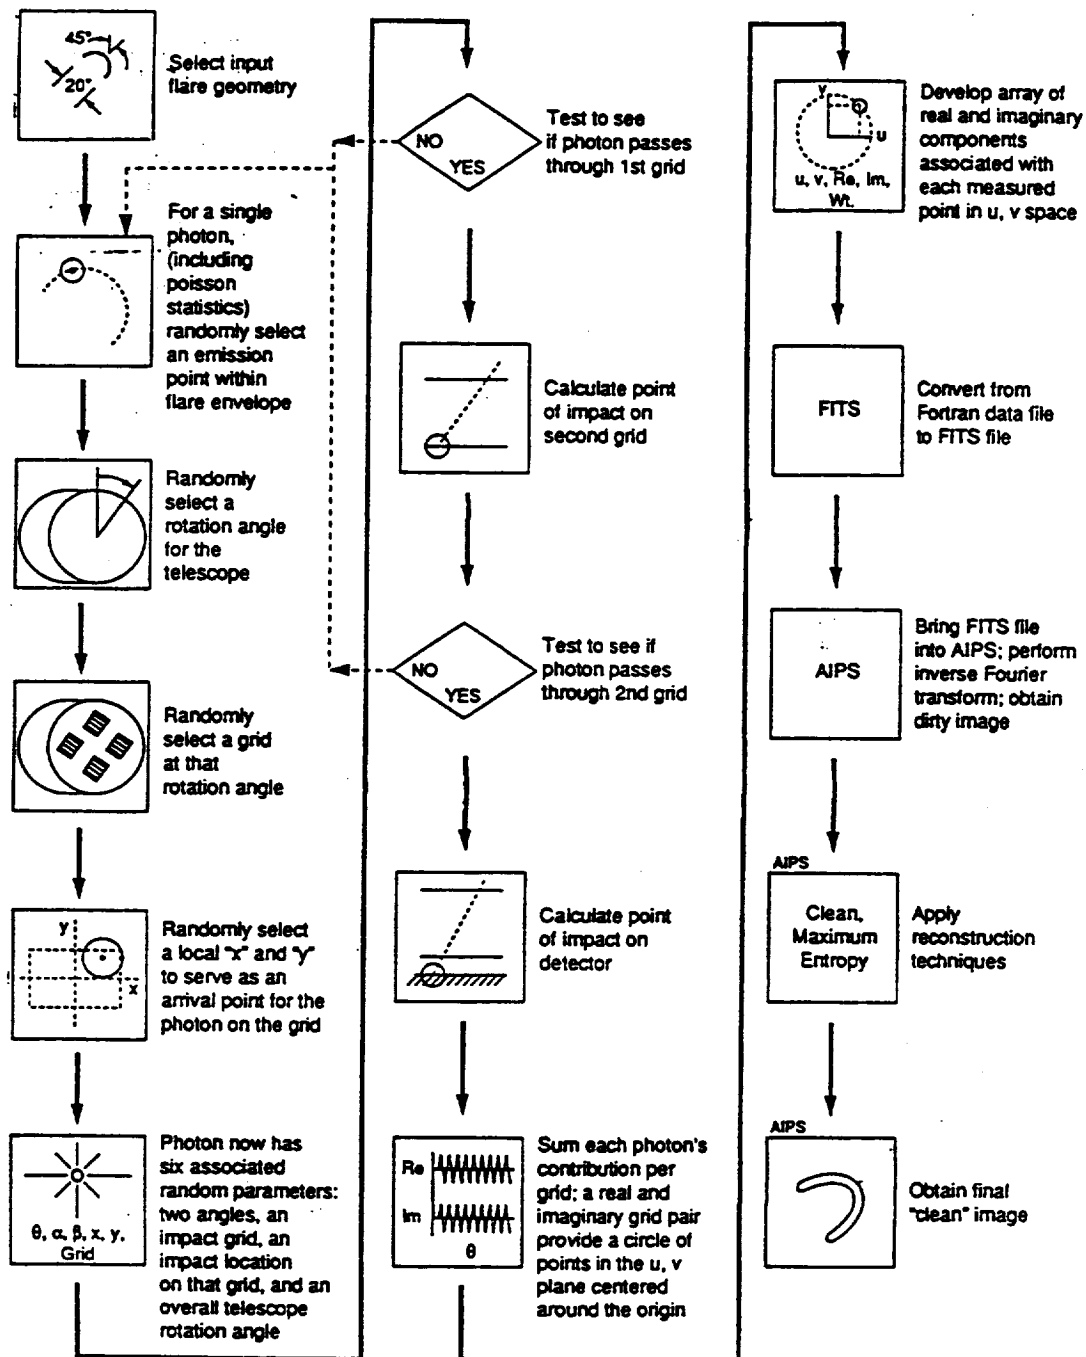 45°
20"
Select input
flare geometry
For a single
photon,
(including
poisson
statistics)
randomly select
an emission
point within
flare envelope
Randomly
select a
rotation angle
for the
telescope
Randomly
select a grid
at that
rotation angle
y
x
Randomly select
a local "x" and "y"
to serve as an
arrival point for the
photon on the grid
θ, α, β, x, y,
Grid
Photon now has
six associated
random parameters:
two angles, an
impact grid, an
impact location
on that grid, and an
overall telescope
rotation angle
NO
YES
Test to see
if photon passes
through 1st grid
Calculate point
of impact on
second grid
NO
YES
Test to see if
photon passes
through 2nd grid
Calculate point
of impact on
detector
Re
Im
θ
Sum each photon's
contribution per
grid; a real and
imaginary grid pair
provide a circle of
points in the u, v
plane centered
around the origin
v
u
u, v, Re, Im,
Wt.
Develop array of
real and imaginary
components
associated with
each measured
point in u, v space
FITS
Convert from
Fortran data file
to FITS file
AIPS
Bring FITS file
into AIPS; perform
inverse Fourier
transform; obtain
dirty image
AIPS
Clean,
Maximum
Entropy
Apply
reconstruction
techniques
AIPS
Obtain final
"clean" image